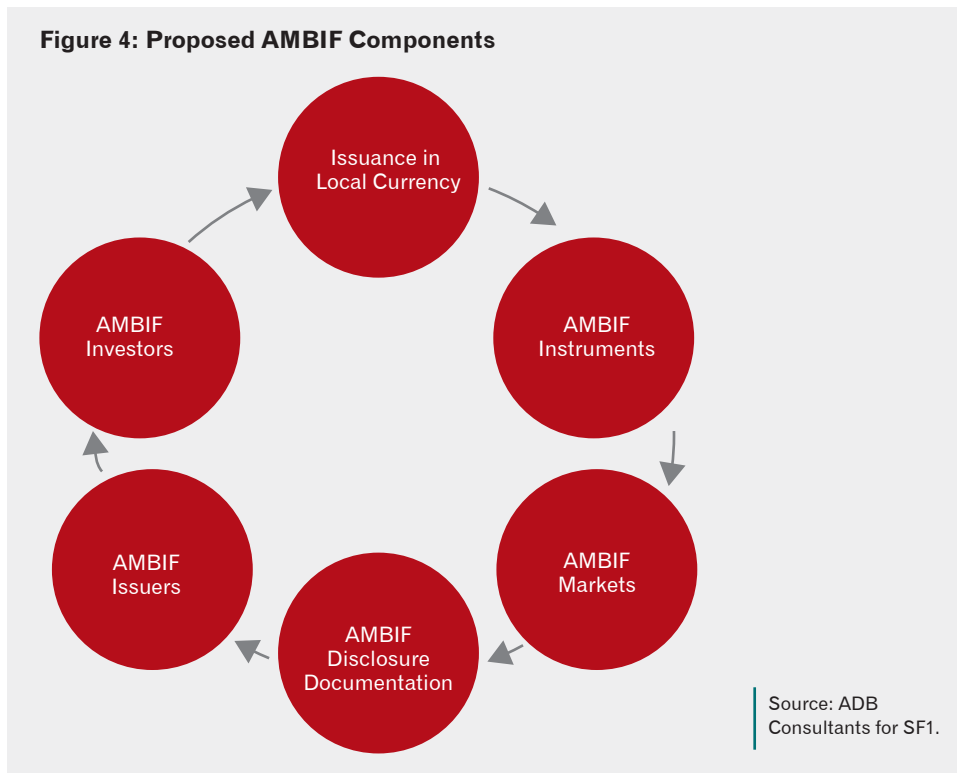 Figure 4: Proposed AMBIF Components
Issuance in
Local Currency
AMBIF
Instruments
AMBIF
Markets
AMBIF
Disclosure
Documentation
AMBIF
Issuers
AMBIF
Investors
Source: ADB
Consultants for SF1.